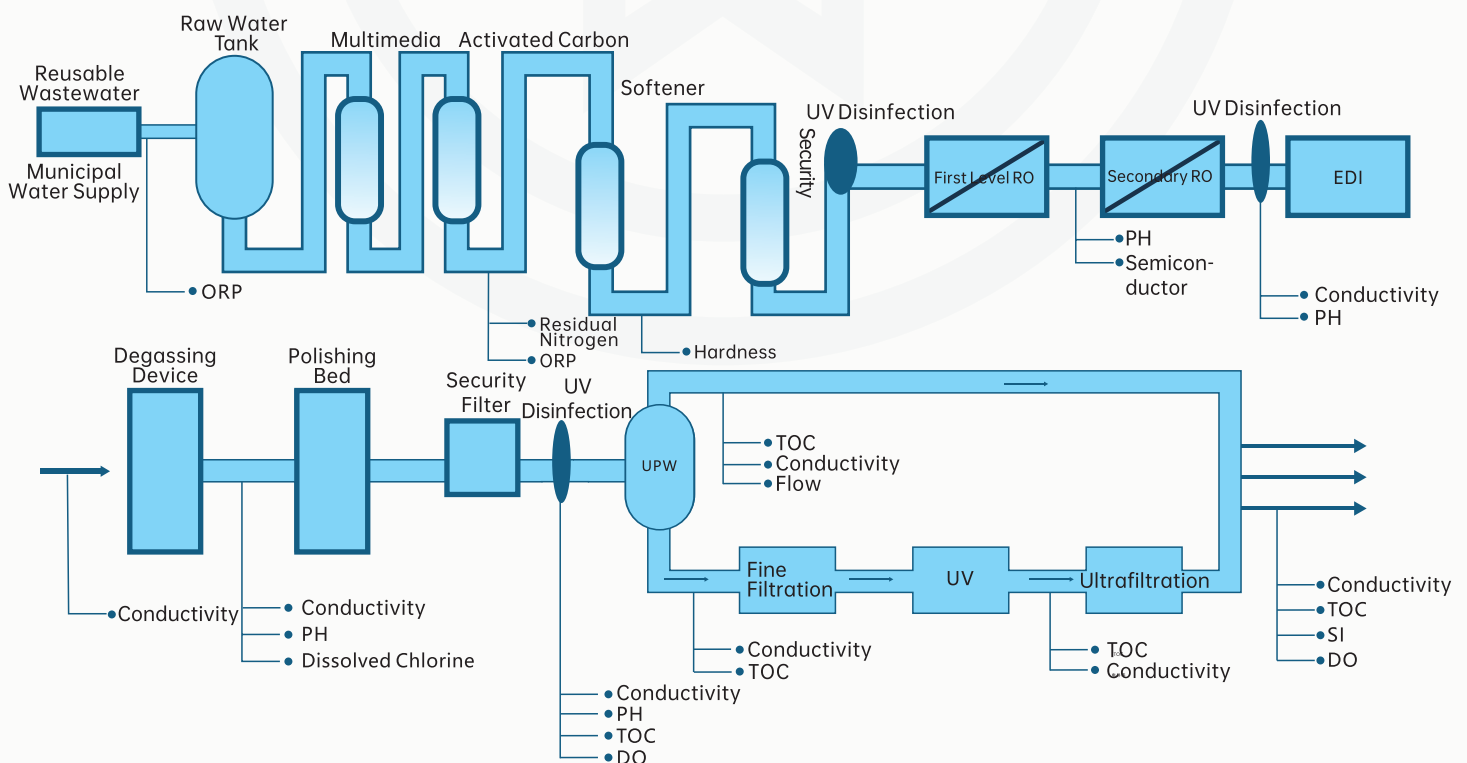 Raw Water
Tank
Multimedia
Activated Carbon
Reusable
Wastewater
Softener
UV Disinfection
UV Disinfection
Security
Municipal
Water Supply
First Level RO
Secondary RO
EDI
PH
Semicon-
ductor
ORP
Conductivity
PH
Residual
Nitrogen
ORP
Hardness
Degassing
Device
Polishing
Bed
Security
Filter
UV
Disinfection
UPW
TOC
Conductivity
Flow
Fine
Filtration
UV
Ultrafiltration
Conductivity
Conductivity
PH
Dissolved Chlorine
Conductivity
TOC
SI
DO
Conductivity
TOC
TOC
Conductivity
Conductivity
PH
TOC
DO